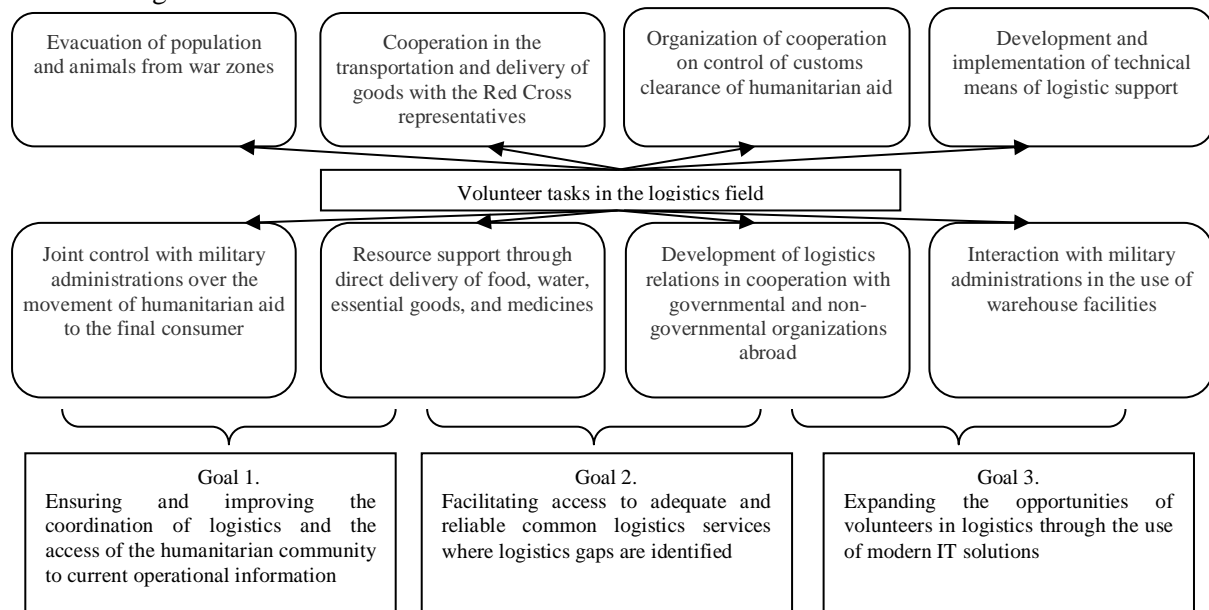 Evacuation of population
and animals from war zones
Cooperation in the
transportation and delivery of
goods with the Red Cross
representatives
Organization of cooperation
on control of customs
clearance of humanitarian aid
Development and
implementation of technical
means of logistic support
Volunteer tasks in the logistics field
Joint control with military
administrations over the
movement of humanitarian aid
to the final consumer
Resource support through
direct delivery of food, water,
essential goods, and medicines
Development of logistics
relations in cooperation with
governmental and non-
governmental organizations
abroad
Interaction with military
administrations in the use of
warehouse facilities
Goal 1.
Ensuring and improving the
coordination of logistics and the
access of the humanitarian community
to current operational information
Goal 2.
Facilitating access to adequate and
reliable common logistics services
where logistics gaps are identified
Goal 3.
Expanding the opportunities of
volunteers in logistics through the use
of modern IT solutions